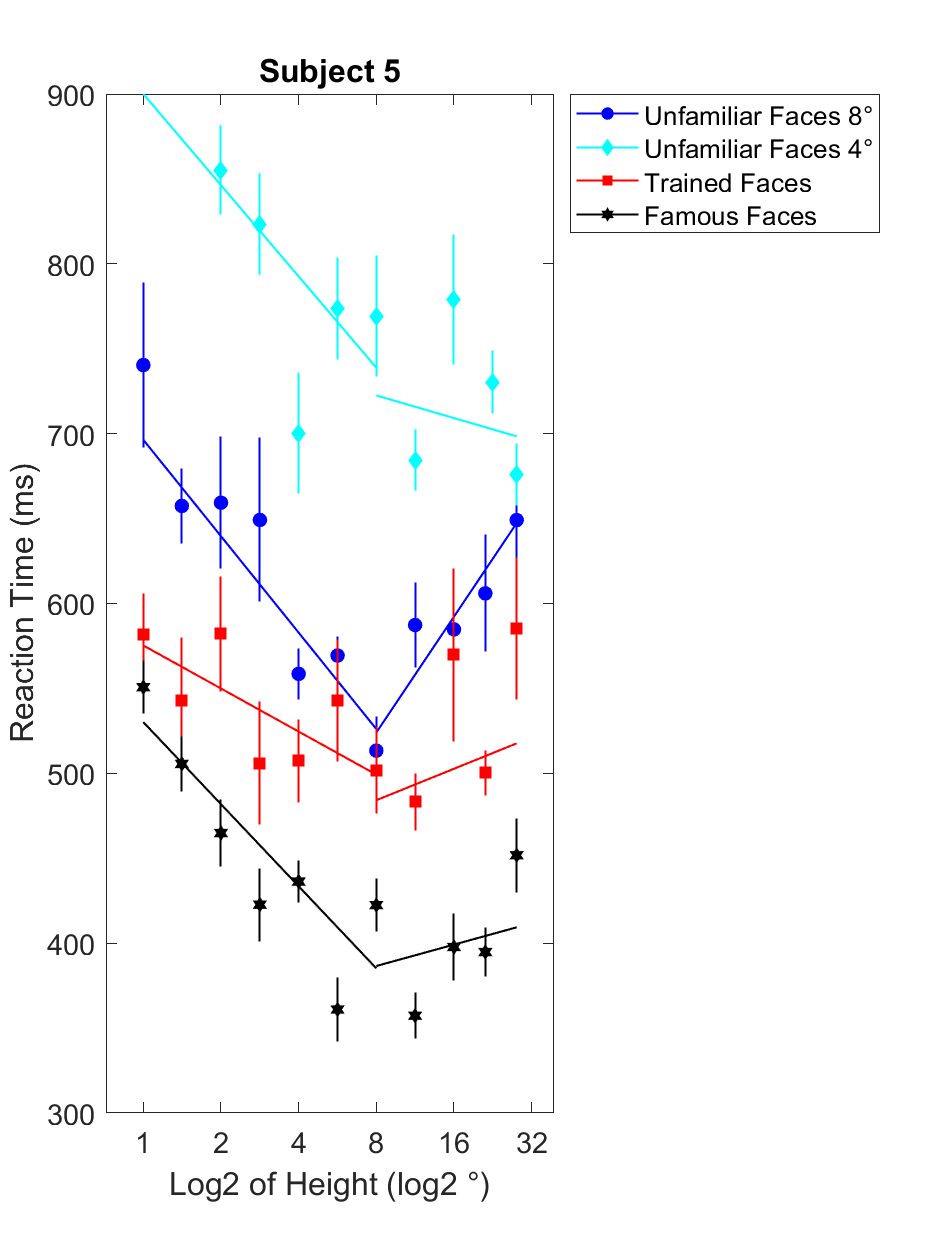 Subject 5
900
800
700
600
500
400
300
Reaction Time (ms)
1 2 4 8 16 32
Log2 of Height (log2 °)
Unfamiliar Faces 8°
Unfamiliar Faces 4°
Trained Faces
Famous Faces